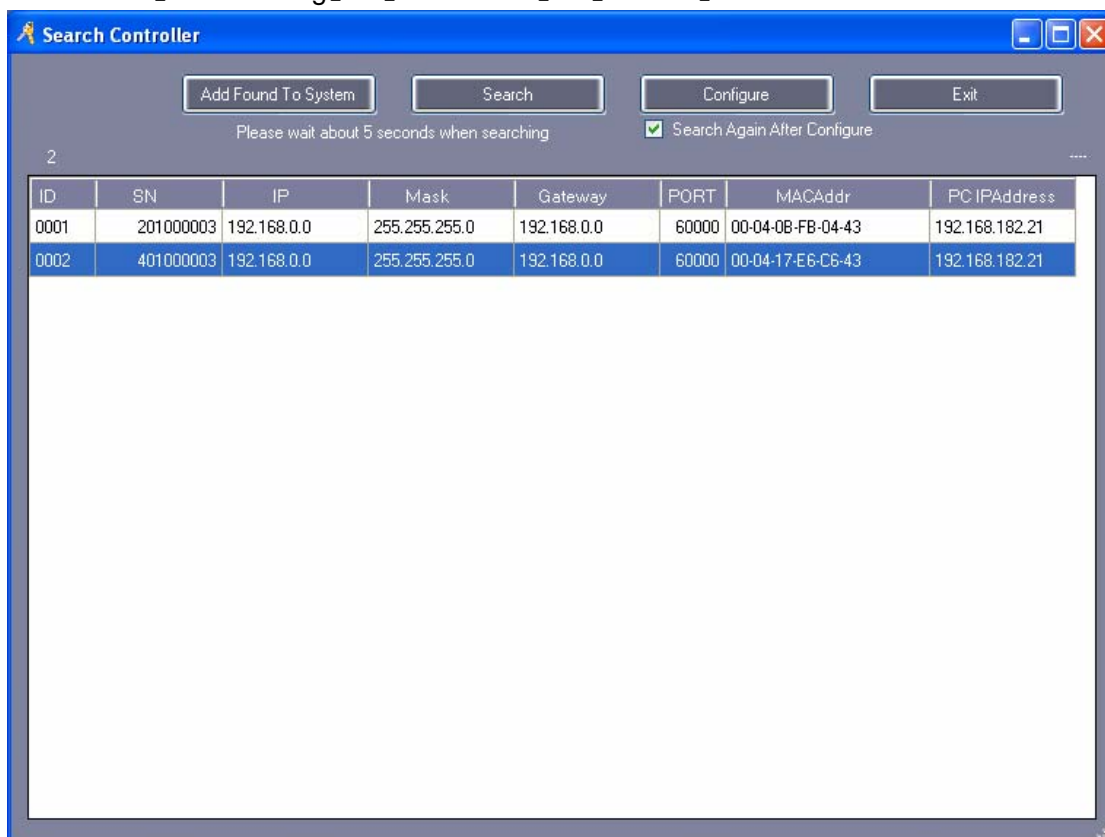 Search Controller
Add Found To System Search Configure Exit
Please wait about 5 seconds when searching Search Again After Configure
2 ----
ID SN IP Mask Gateway PORT MACAddr PC IPAddress
0001 201000003 192.168.0.0 255.255.255.0 192.168.0.0 60000 00-04-0B-FB-04-43 192.168.182.21
0002 401000003 192.168.0.0 255.255.255.0 192.168.0.0 60000 00-04-17-E6-C6-43 192.168.182.21